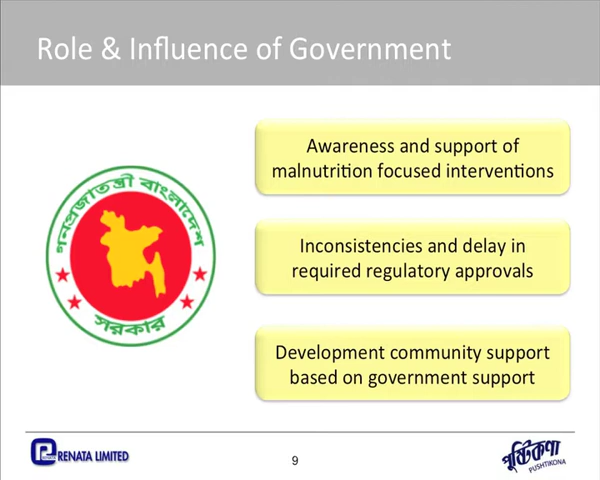 Role & Influence of Government
গণপ্রজাতন্ত্রী বাংলাদেশ
সরকার
Awareness and support of
malnutrition focused interventions
Inconsistencies and delay in
required regulatory approvals
Development community support
based on government support
RENATA
RENATA LIMITED
9
পুষ্টিকণা
PUSHTIKONA